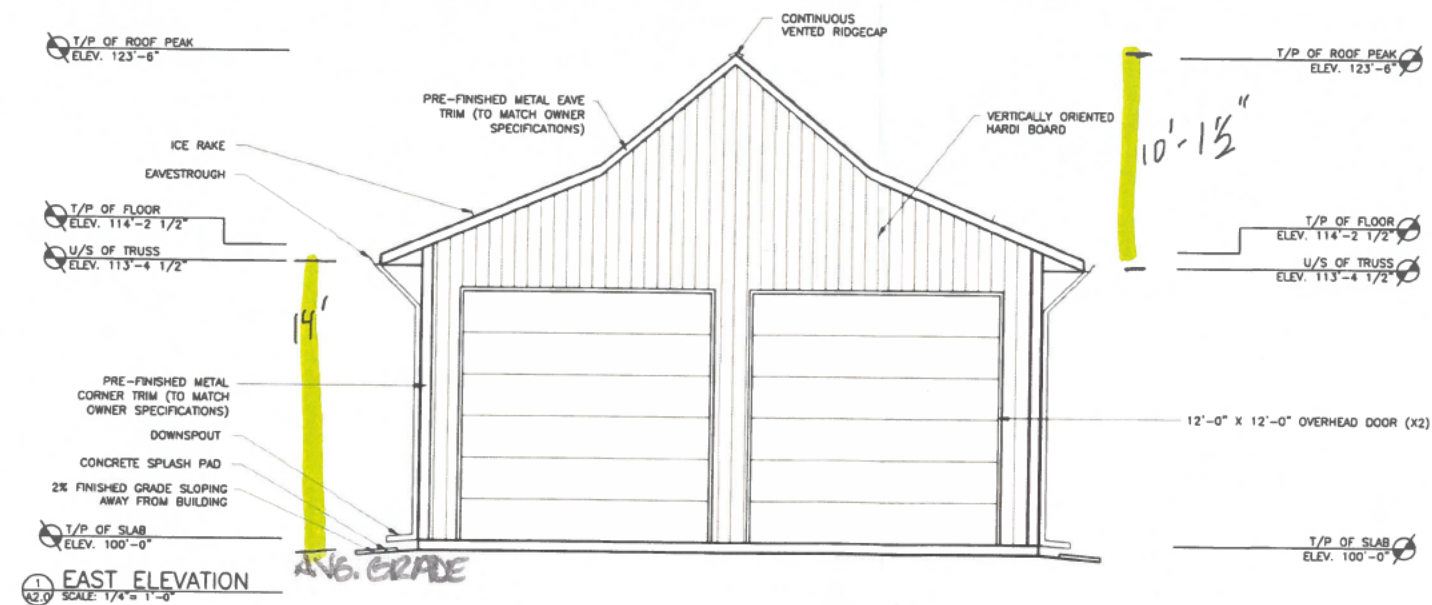 CONTINUOUS
VENTED RIDGECAP
T/P OF ROOF PEAK
ELEV. 123'-6"
T/P OF ROOF PEAK
ELEV. 123'-6"
PRE-FINISHED METAL EAVE
TRIM (TO MATCH OWNER
SPECIFICATIONS)
VERTICALLY ORIENTED
HARDI BOARD
10'-1½"
ICE RAKE
EAVESTROUGH
T/P OF FLOOR
ELEV. 114'-2 1/2"
T/P OF FLOOR
ELEV. 114'-2 1/2"
U/S OF TRUSS
ELEV. 113'-4 1/2"
U/S OF TRUSS
ELEV. 113'-4 1/2"
14'
PRE-FINISHED METAL
CORNER TRIM (TO MATCH
OWNER SPECIFICATIONS)
12'-0" X 12'-0" OVERHEAD DOOR (X2)
DOWNSPOUT
CONCRETE SPLASH PAD
2% FINISHED GRADE SLOPING
AWAY FROM BUILDING
T/P OF SLAB
ELEV. 100'-0"
T/P OF SLAB
ELEV. 100'-0"
AVG. GRADE
1
A2.0
EAST ELEVATION
SCALE: 1/4"= 1'-0"